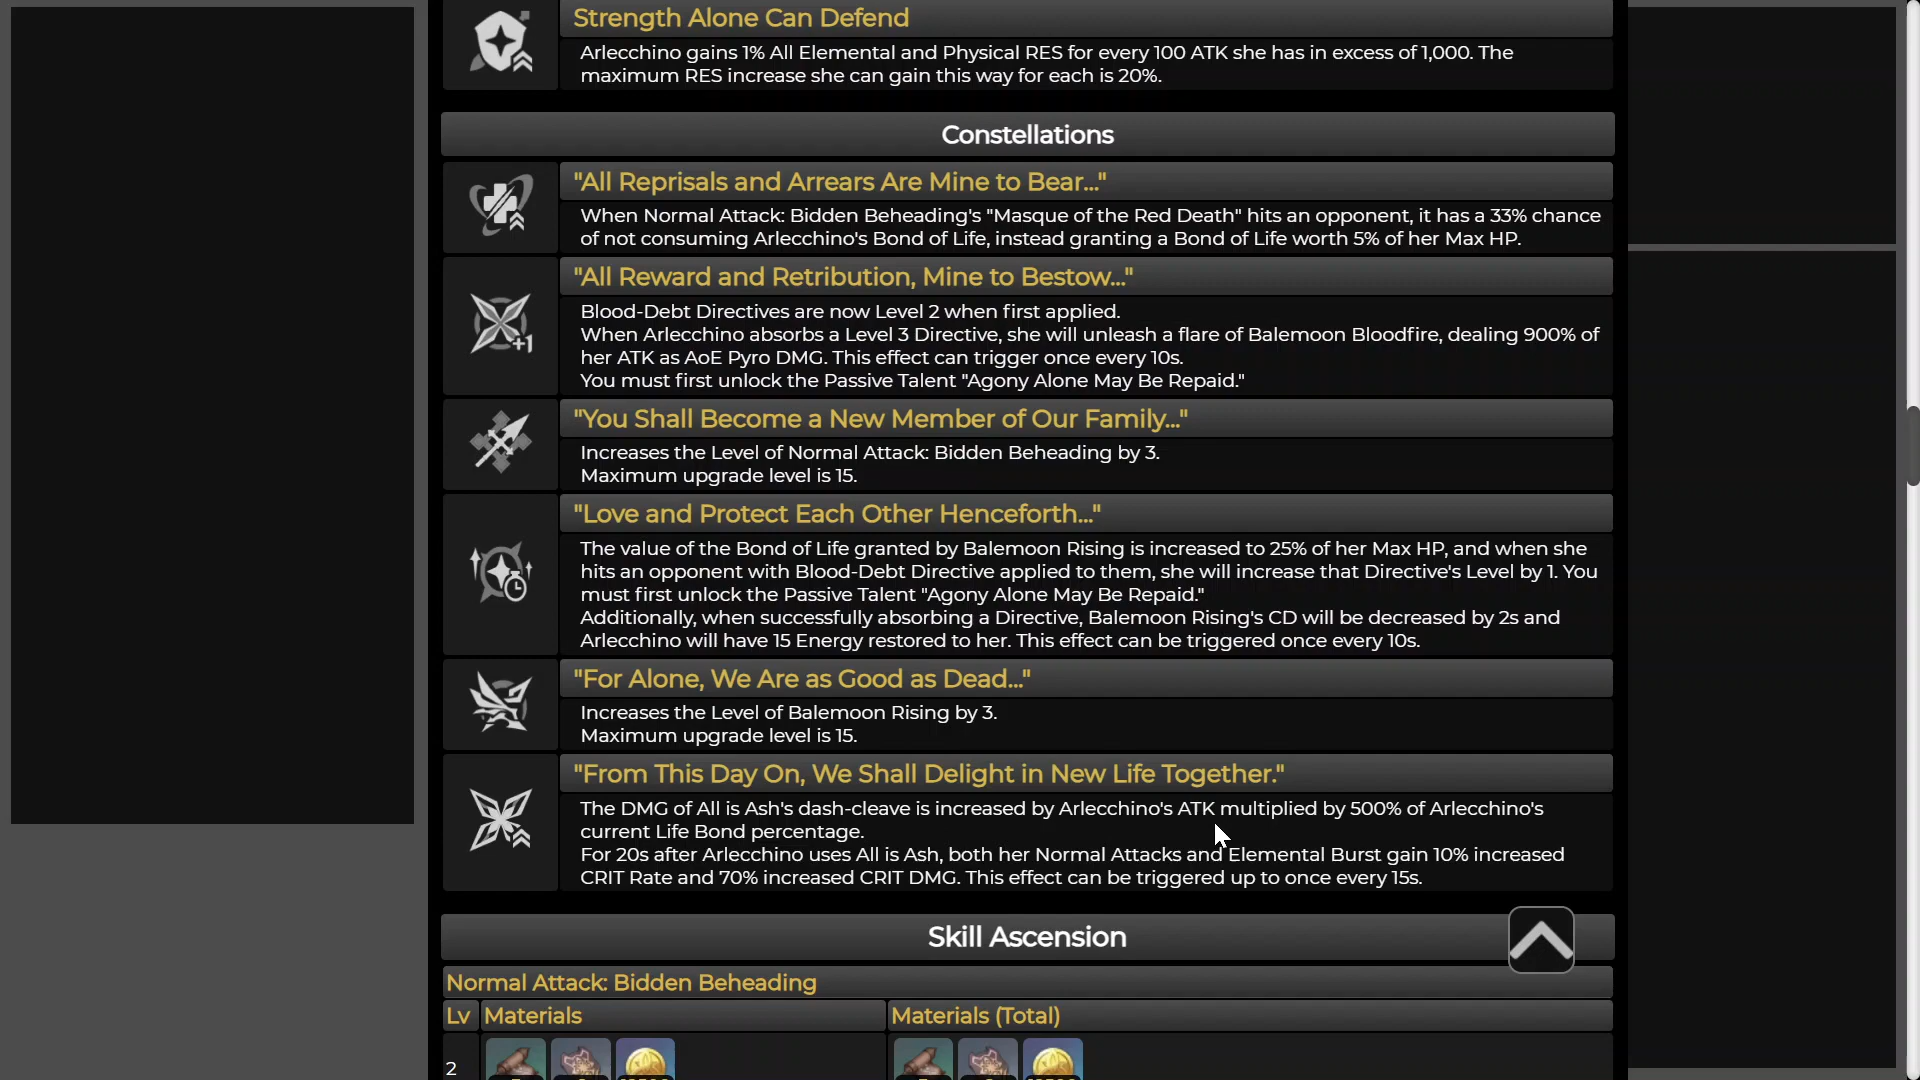 Strength Alone Can Defend
Arlecchino gains 1% All Elemental and Physical RES for every 100 ATK she has in excess of 1,000. The
maximum RES increase she can gain this way for each is 20%.
Constellations
"All Reprisals and Arrears Are Mine to Bear..."
When Normal Attack: Bidden Beheading's "Masque of the Red Death" hits an opponent, it has a 33% chance
of not consuming Arlecchino's Bond of Life, instead granting a Bond of Life worth 5% of her Max HP.
"All Reward and Retribution, Mine to Bestow..."
Blood-Debt Directives are now Level 2 when first applied.
When Arlecchino absorbs a Level 3 Directive, she will unleash a flare of Balemoon Bloodfire, dealing 900% of
her ATK as AoE Pyro DMG. This effect can trigger once every 10s.
You must first unlock the Passive Talent "Agony Alone May Be Repaid."
+1
"You Shall Become a New Member of Our Family..."
Increases the Level of Normal Attack: Bidden Beheading by 3.
Maximum upgrade level is 15.
"Love and Protect Each Other Henceforth..."
The value of the Bond of Life granted by Balemoon Rising is increased to 25% of her Max HP, and when she
hits an opponent with Blood-Debt Directive applied to them, she will increase that Directive's Level by 1. You
must first unlock the Passive Talent "Agony Alone May Be Repaid."
Additionally, when successfully absorbing a Directive, Balemoon Rising's CD will be decreased by 2s and
Arlecchino will have 15 Energy restored to her. This effect can be triggered once every 10s.
"For Alone, We Are as Good as Dead..."
Increases the Level of Balemoon Rising by 3.
Maximum upgrade level is 15.
"From This Day On, We Shall Delight in New Life Together."
The DMG of All is Ash's dash-cleave is increased by Arlecchino's ATK multiplied by 500% of Arlecchino's
current Life Bond percentage.
For 20s after Arlecchino uses All is Ash, both her Normal Attacks and Elemental Burst gain 10% increased
CRIT Rate and 70% increased CRIT DMG. This effect can be triggered up to once every 15s.
Skill Ascension
Normal Attack: Bidden Beheading
Lv Materials Materials (Total)
2